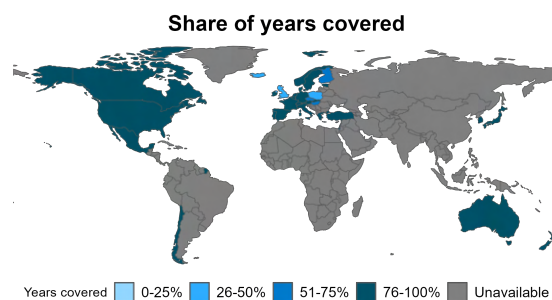 Share of years covered
Years covered 0-25% 26-50% 51-75% 76-100% Unavailable